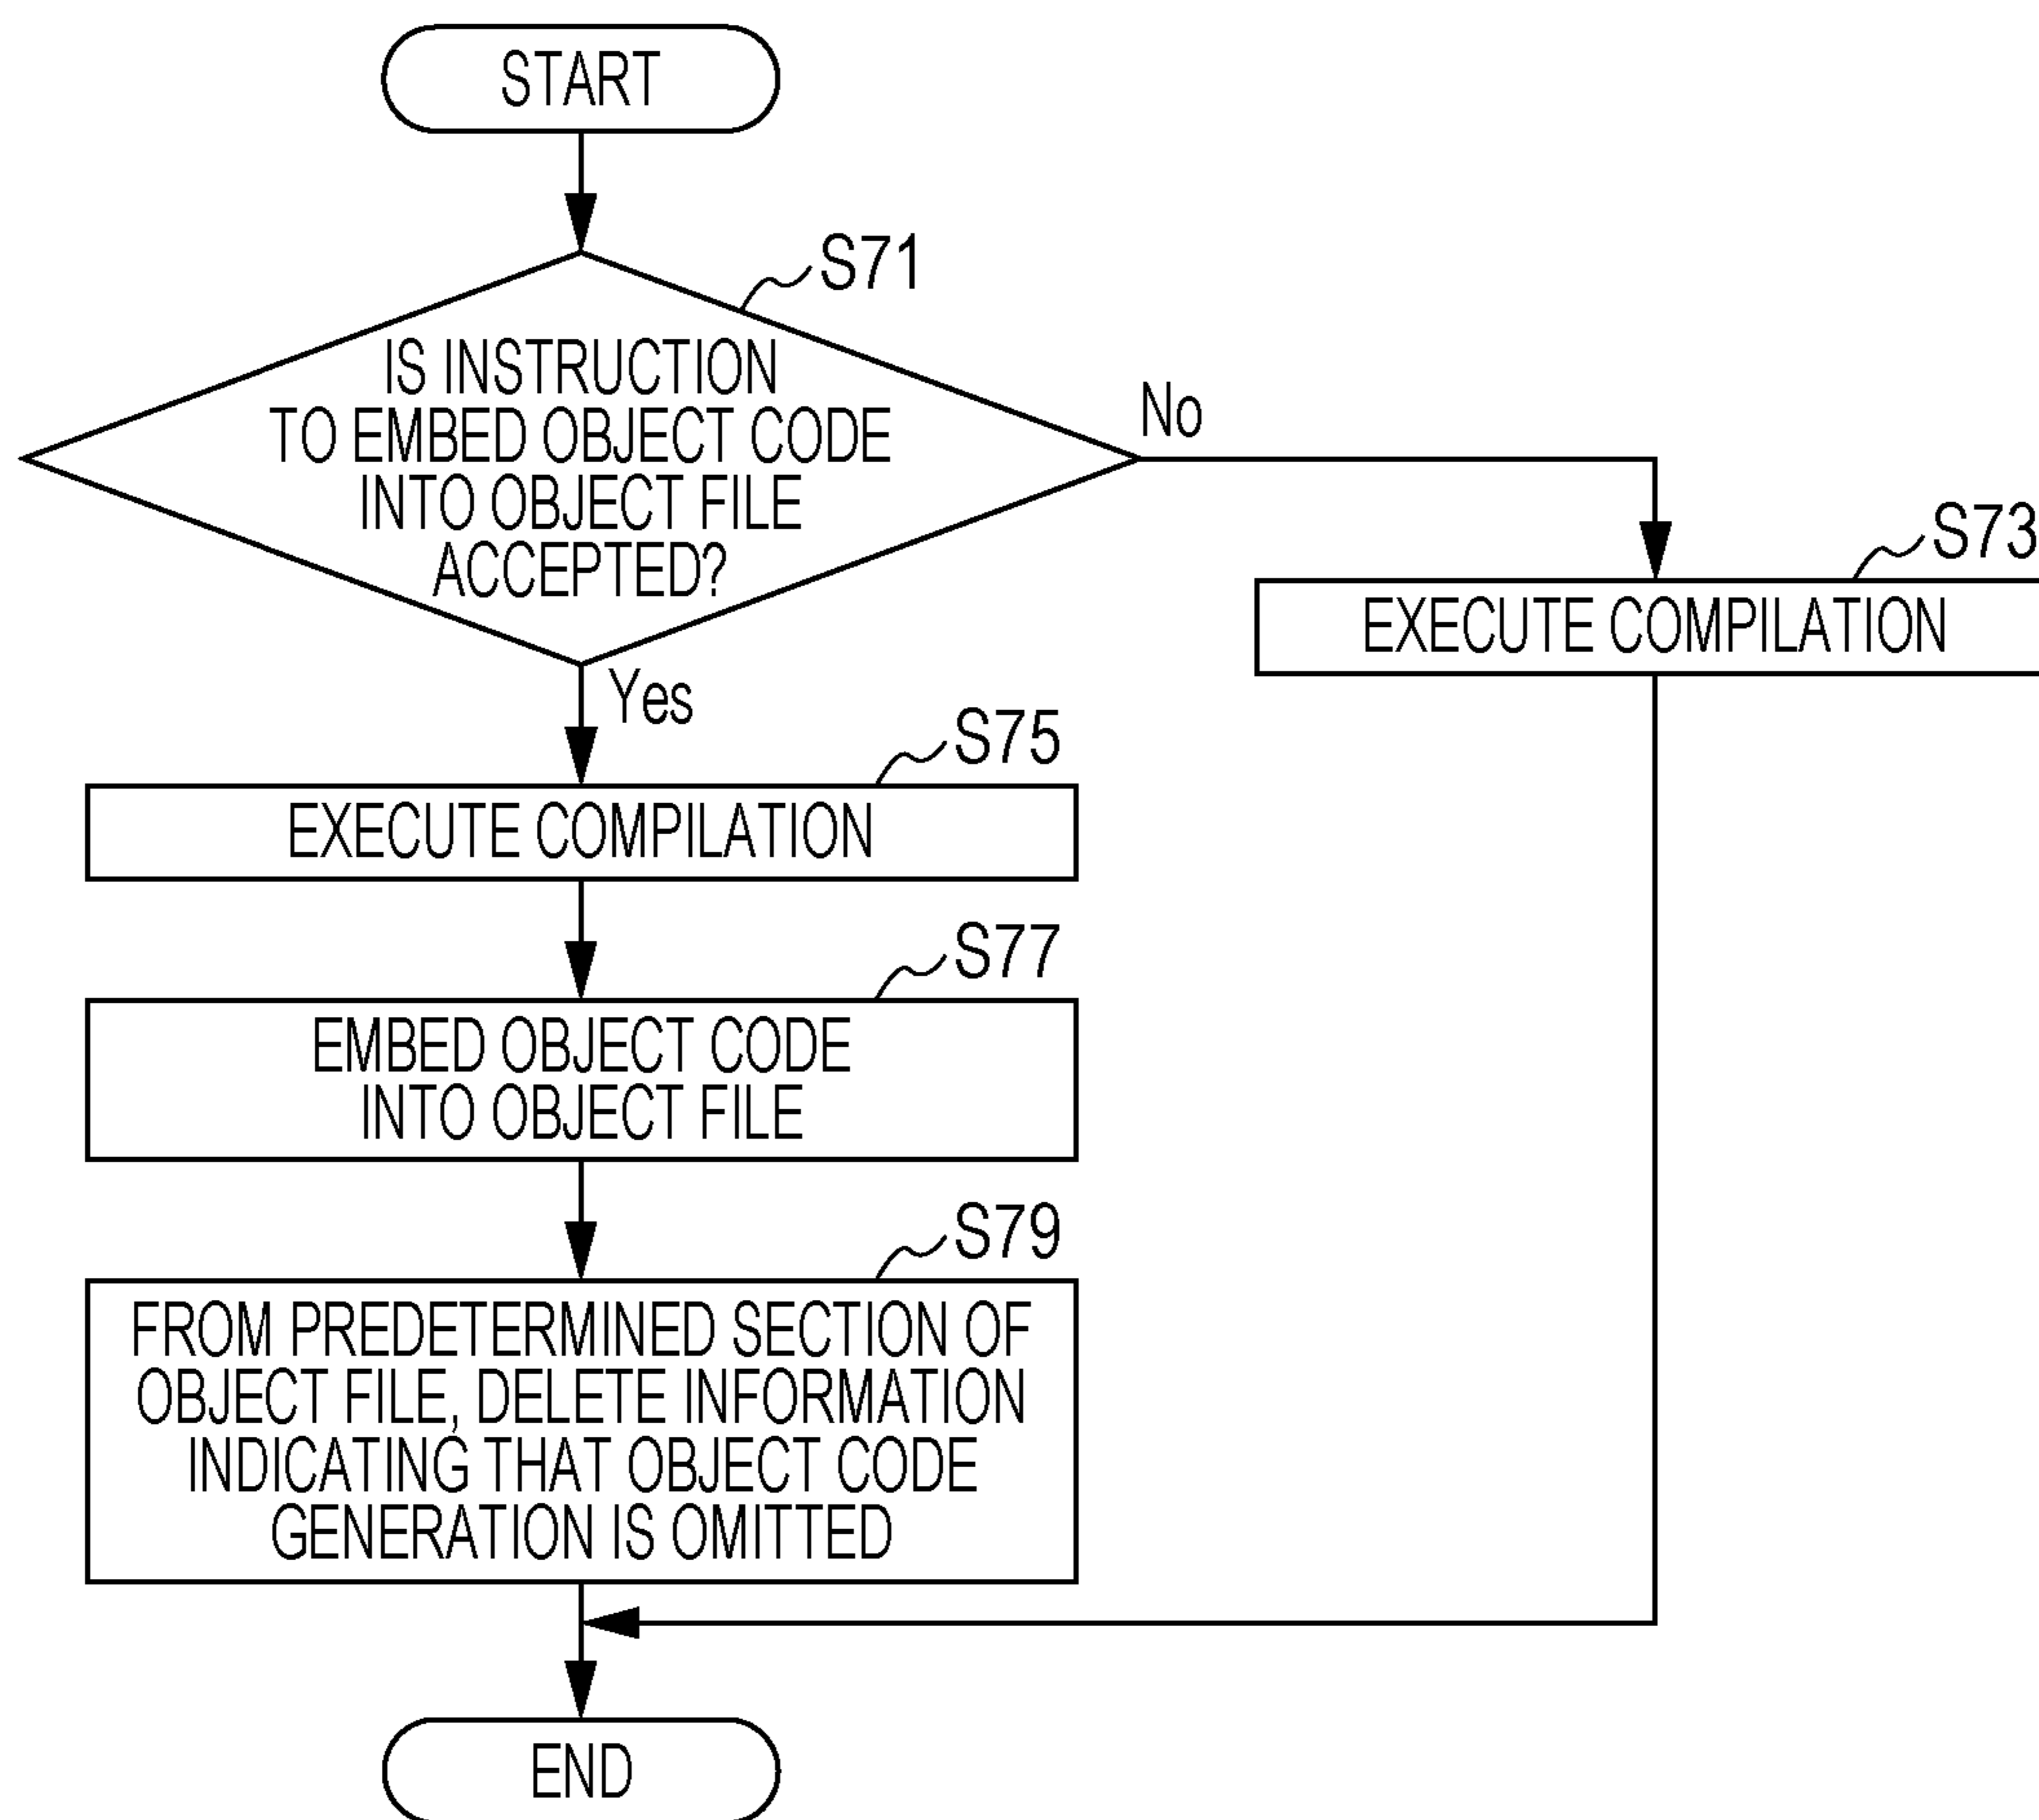 START
S71
IS INSTRUCTION
TO EMBED OBJECT CODE
INTO OBJECT FILE
ACCEPTED?
No
S73
EXECUTE COMPILATION
Yes
S75
EXECUTE COMPILATION
S77
EMBED OBJECT CODE
INTO OBJECT FILE
S79
FROM PREDETERMINED SECTION OF
OBJECT FILE, DELETE INFORMATION
INDICATING THAT OBJECT CODE
GENERATION IS OMITTED
END